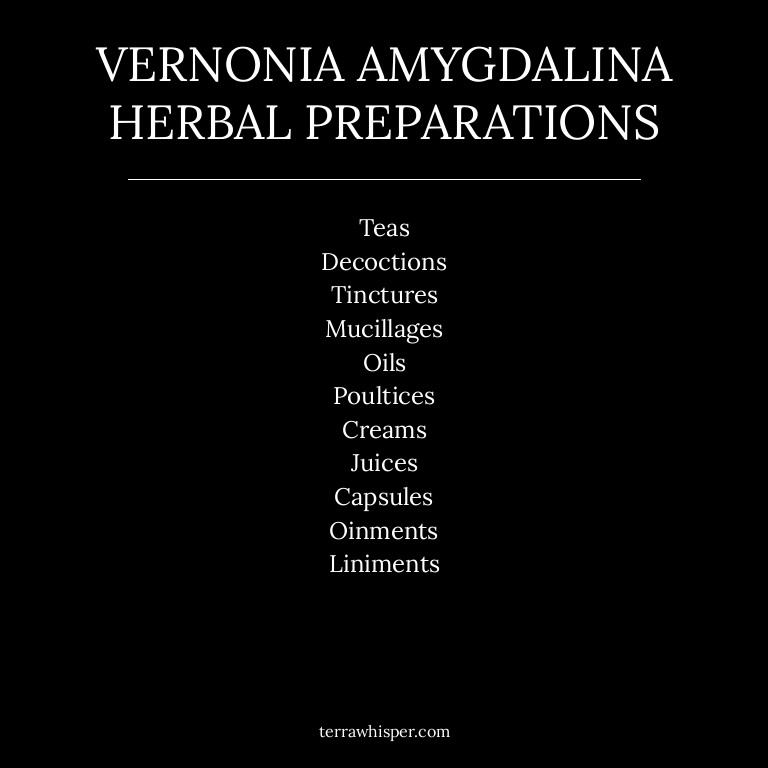 VERNONIA AMYGDALINA
HERBAL PREPARATIONS
Teas
Decoctions
Tinctures
Mucillages
Oils
Poultices
Creams
Juices
Capsules
Oinments
Liniments
terrawhisper.com